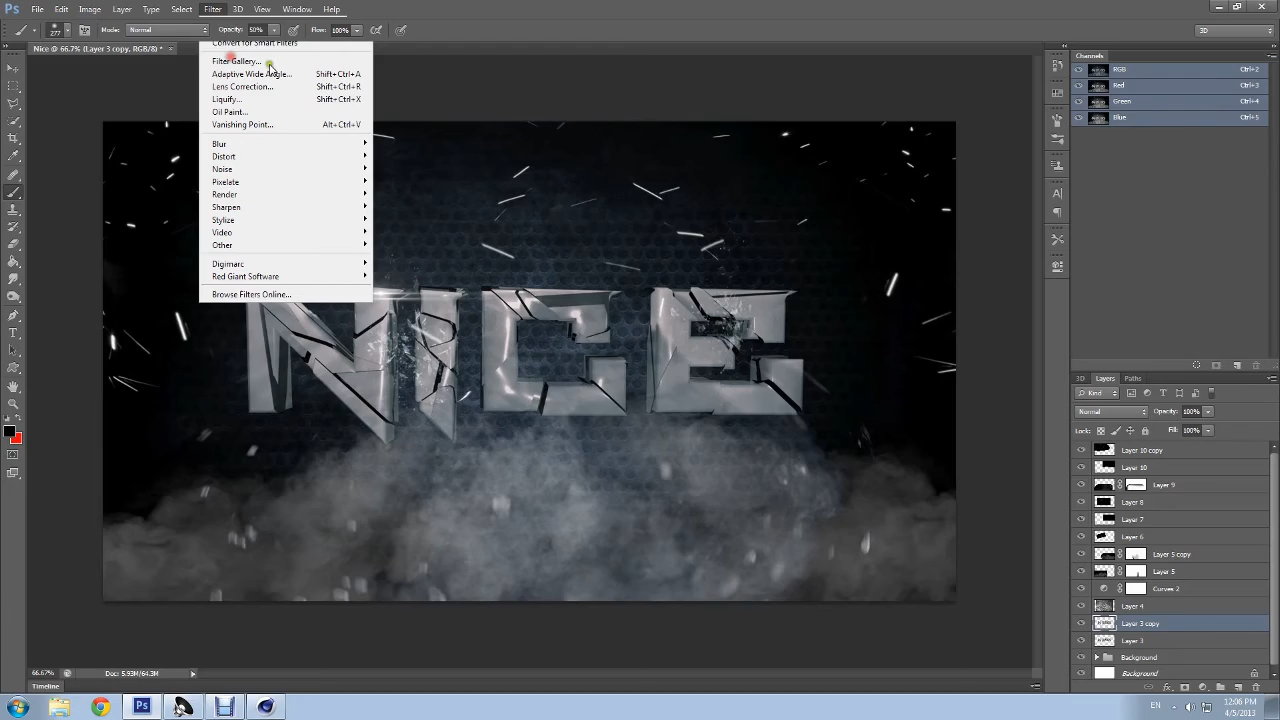 Ps File Edit Image Layer Type Select Filter 3D View Window Help
277 Mode: Normal Opacity: 50% Flow: 100% 3D
Nice @ 66.7% (Layer 3 copy, RGB/8) * ×
Convert for Smart Filters
Filter Gallery...
Adaptive Wide Angle... Shift+Ctrl+A
Lens Correction... Shift+Ctrl+R
Liquify... Shift+Ctrl+X
Oil Paint...
Vanishing Point... Alt+Ctrl+V
Blur
Distort
Noise
Pixelate
Render
Sharpen
Stylize
Video
Other
Digimarc
Red Giant Software
Browse Filters Online...
NICE
Channels
RGB Ctrl+2
Red Ctrl+3
Green Ctrl+4
Blue Ctrl+5
3D Layers Paths
Kind
Normal Opacity: 100%
Lock: Fill: 100%
Layer 10 copy
Layer 10
Layer 9
Layer 8
Layer 7
Layer 6
Layer 5 copy
Layer 5
Curves 2
Layer 4
Layer 3 copy
Layer 3
Background
Background
66.67% Doc: 5.93M/64.3M
Timeline
EN 12:06 PM
4/5/2013